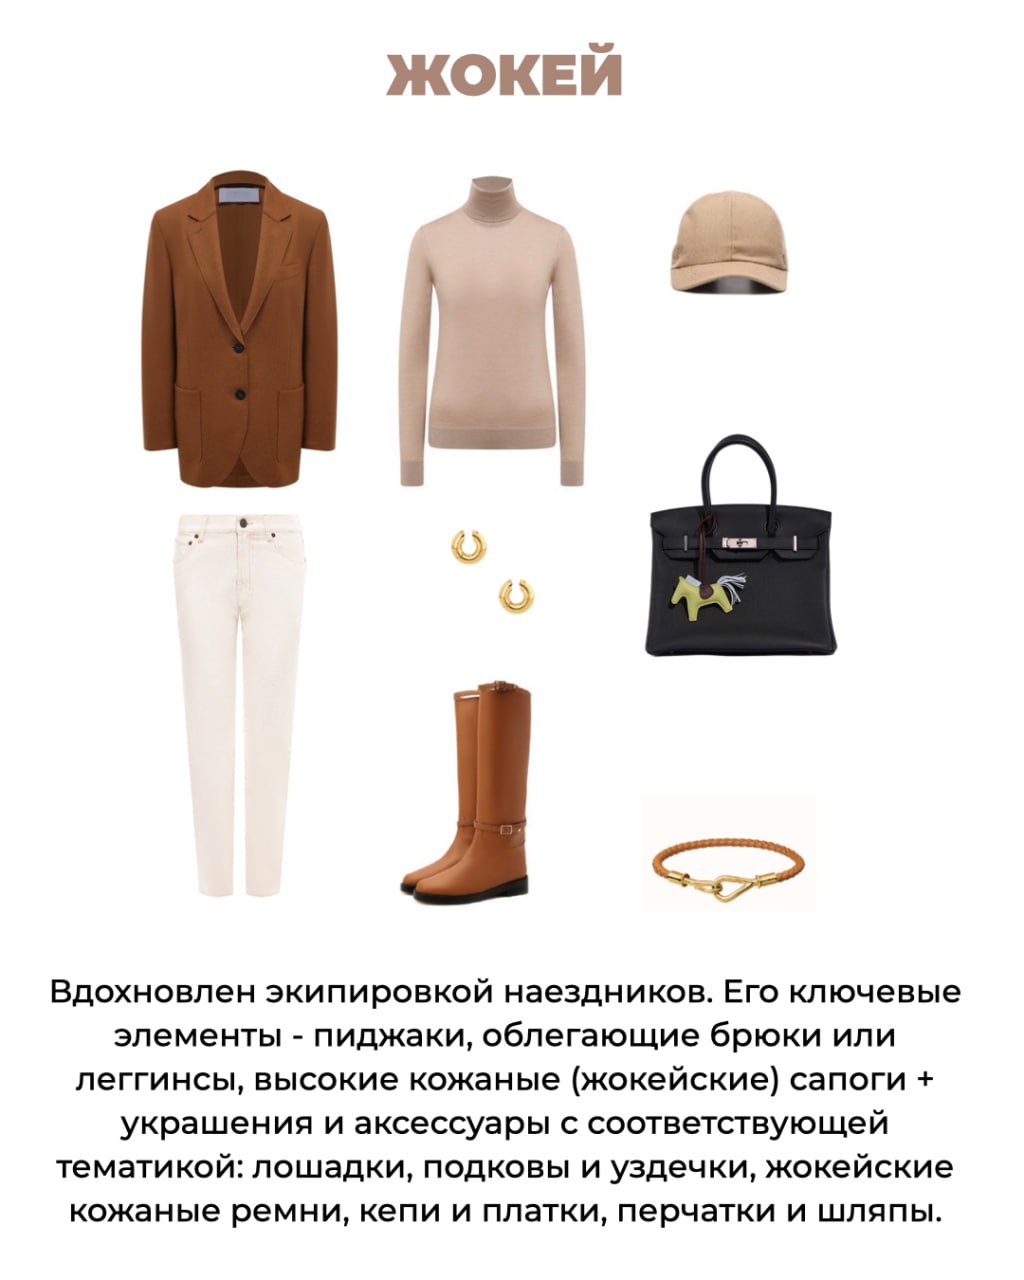 ЖОКЕЙ
Вдохновлен экипировкой наездников. Его ключевые
элементы - пиджаки, облегающие брюки или
леггинсы, высокие кожаные (жокейские) сапоги +
украшения и аксессуары с соответствующей
тематикой: лошадки, подковы и уздечки, жокейские
кожаные ремни, кепи и платки, перчатки и шляпы.